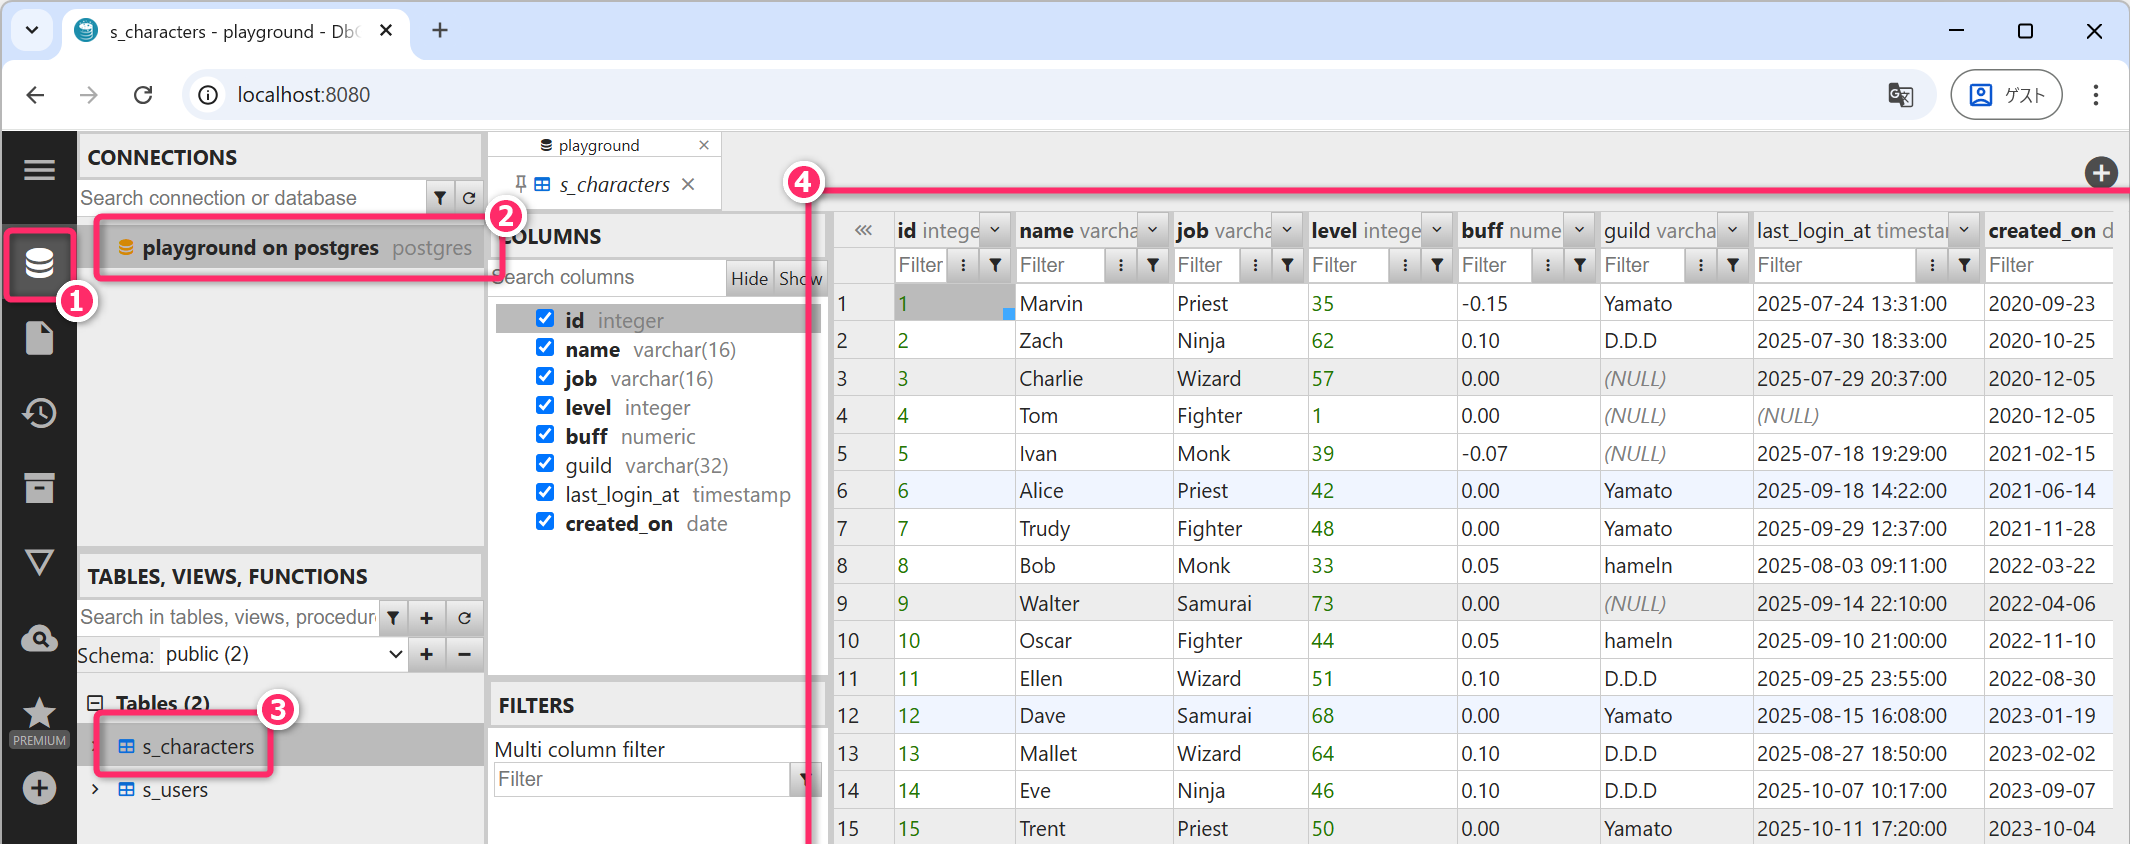 s_characters - playground - Db
localhost:8080
ゲスト
CONNECTIONS
Search connection or database
playground on postgres postgres
1
2
TABLES, VIEWS, FUNCTIONS
Search in tables, views, procedur
Schema: public (2)
Tables (2)
s_characters
3
s_users
PREMIUM
playground
s_characters
4
COLUMNS
Search columns Hide Show
id integer
name varchar(16)
job varchar(16)
level integer
buff numeric
guild varchar(32)
last_login_at timestamp
created_on date
FILTERS
Multi column filter
Filter
id intege name varcha job varcha level intege buff nume guild varcha last_login_at timestar created_on d
Filter Filter Filter Filter Filter Filter Filter Filter
1 1 Marvin Priest 35 -0.15 Yamato 2025-07-24 13:31:00 2020-09-23
2 2 Zach Ninja 62 0.10 D.D.D 2025-07-30 18:33:00 2020-10-25
3 3 Charlie Wizard 57 0.00 (NULL) 2025-07-29 20:37:00 2020-12-05
4 4 Tom Fighter 1 0.00 (NULL) (NULL) 2020-12-05
5 5 Ivan Monk 39 -0.07 (NULL) 2025-07-18 19:29:00 2021-02-15
6 6 Alice Priest 42 0.00 Yamato 2025-09-18 14:22:00 2021-06-14
7 7 Trudy Fighter 48 0.00 Yamato 2025-09-29 12:37:00 2021-11-28
8 8 Bob Monk 33 0.05 hameln 2025-08-03 09:11:00 2022-03-22
9 9 Walter Samurai 73 0.00 (NULL) 2025-09-14 22:10:00 2022-04-06
10 10 Oscar Fighter 44 0.05 hameln 2025-09-10 21:00:00 2022-11-10
11 11 Ellen Wizard 51 0.10 D.D.D 2025-09-25 23:55:00 2022-08-30
12 12 Dave Samurai 68 0.00 Yamato 2025-08-15 16:08:00 2023-01-19
13 13 Mallet Wizard 64 0.10 D.D.D 2025-08-27 18:50:00 2023-02-02
14 14 Eve Ninja 46 0.10 D.D.D 2025-10-07 10:17:00 2023-09-07
15 15 Trent Priest 50 0.00 Yamato 2025-10-11 17:20:00 2023-10-04